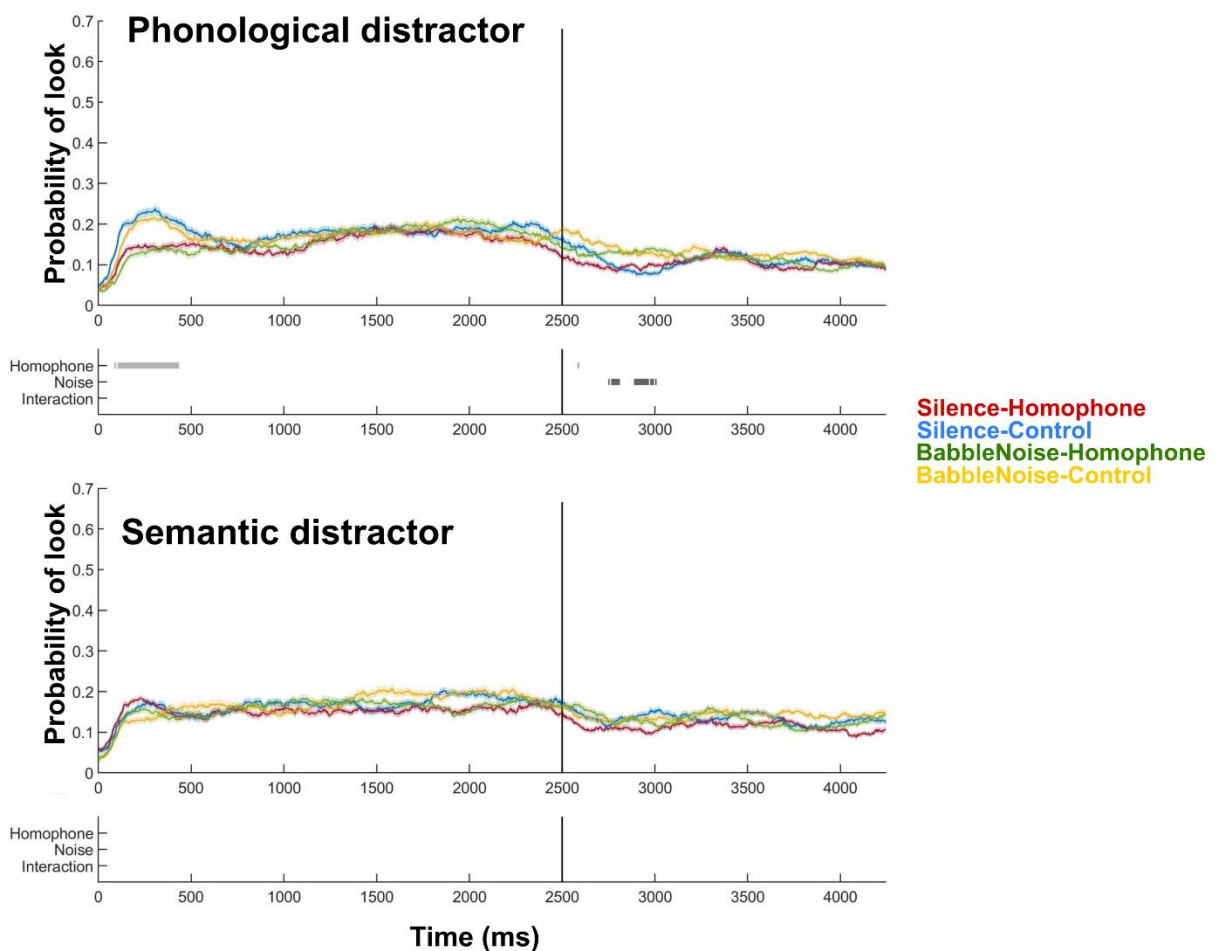 Phonological distractor
Probability of look
0.7
0.6
0.5
0.4
0.3
0.2
0.1
0
0 500 1000 1500 2000 2500 3000 3500 4000
Homophone
Noise
Interaction
0 500 1000 1500 2000 2500 3000 3500 4000
Silence-Homophone
Silence-Control
BabbleNoise-Homophone
BabbleNoise-Control
Semantic distractor
Probability of look
0.7
0.6
0.5
0.4
0.3
0.2
0.1
0
0 500 1000 1500 2000 2500 3000 3500 4000
Homophone
Noise
Interaction
0 500 1000 1500 2000 2500 3000 3500 4000
Time (ms)